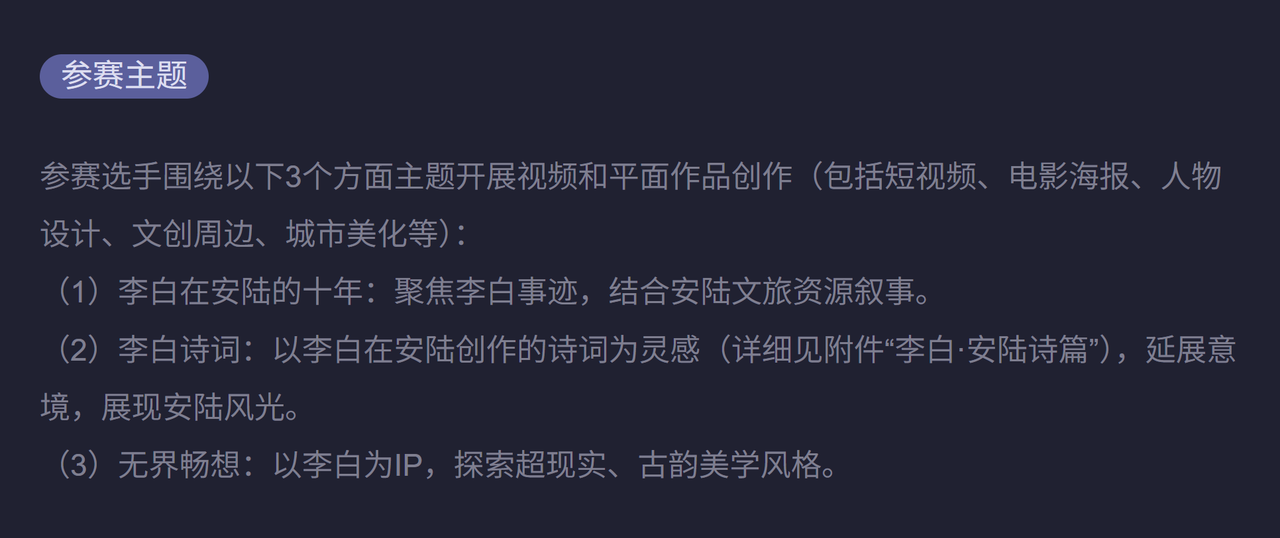 参赛主题
参赛选手围绕以下3个方面主题开展视频和平面作品创作（包括短视频、电影海报、人物
设计、文创周边、城市美化等）：
（1）李白在安陆的十年：聚焦李白事迹，结合安陆文旅资源叙事。
（2）李白诗词：以李白在安陆创作的诗词为灵感（详细见附件“李白·安陆诗篇”），延展意
境，展现安陆风光。
（3）无界畅想：以李白为IP，探索超现实、古韵美学风格。